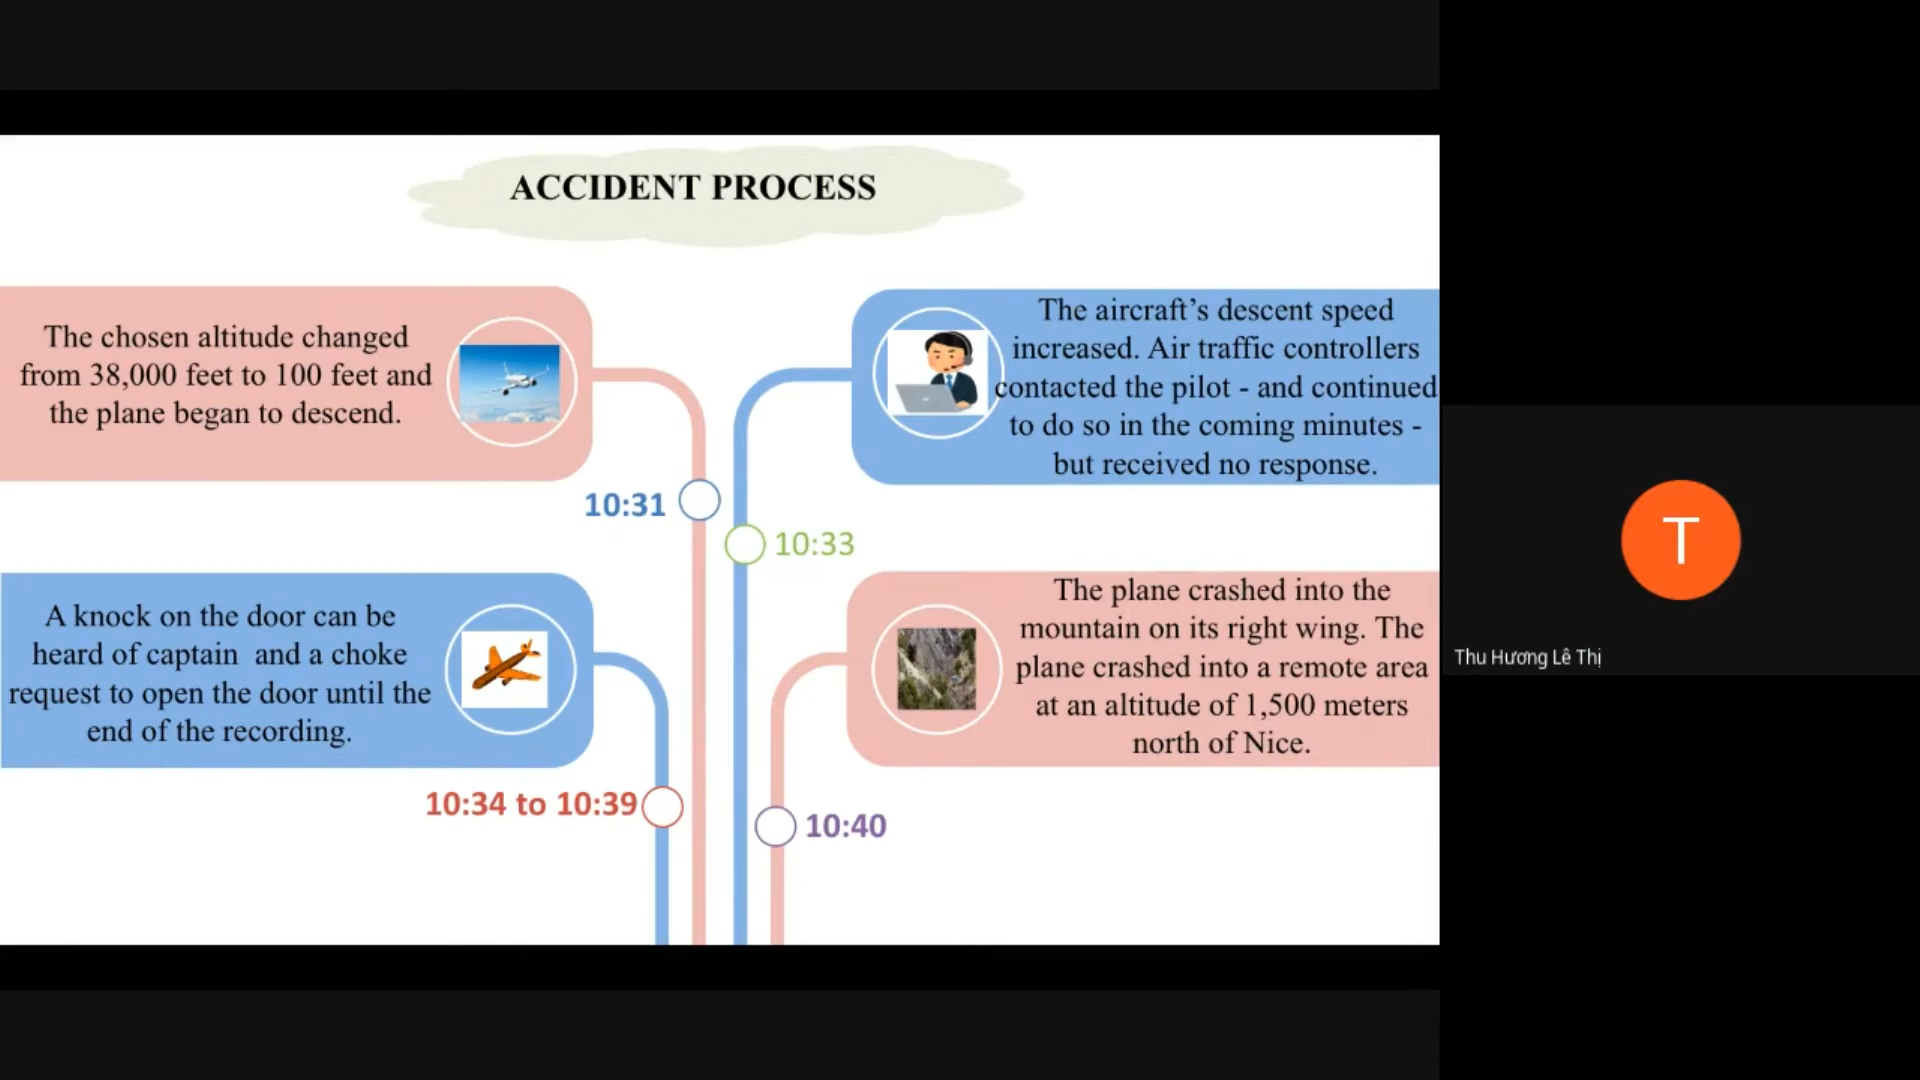 ACCIDENT PROCESS
The chosen altitude changed
from 38,000 feet to 100 feet and
the plane began to descend.
10:31
The aircraft’s descent speed
increased. Air traffic controllers
contacted the pilot - and continued
to do so in the coming minutes -
but received no response.
10:33
A knock on the door can be
heard of captain  and a choke
request to open the door until the
end of the recording.
10:34 to 10:39
The plane crashed into the
mountain on its right wing. The
plane crashed into a remote area
at an altitude of 1,500 meters
north of Nice.
10:40
T
Thu Hương Lê Thị